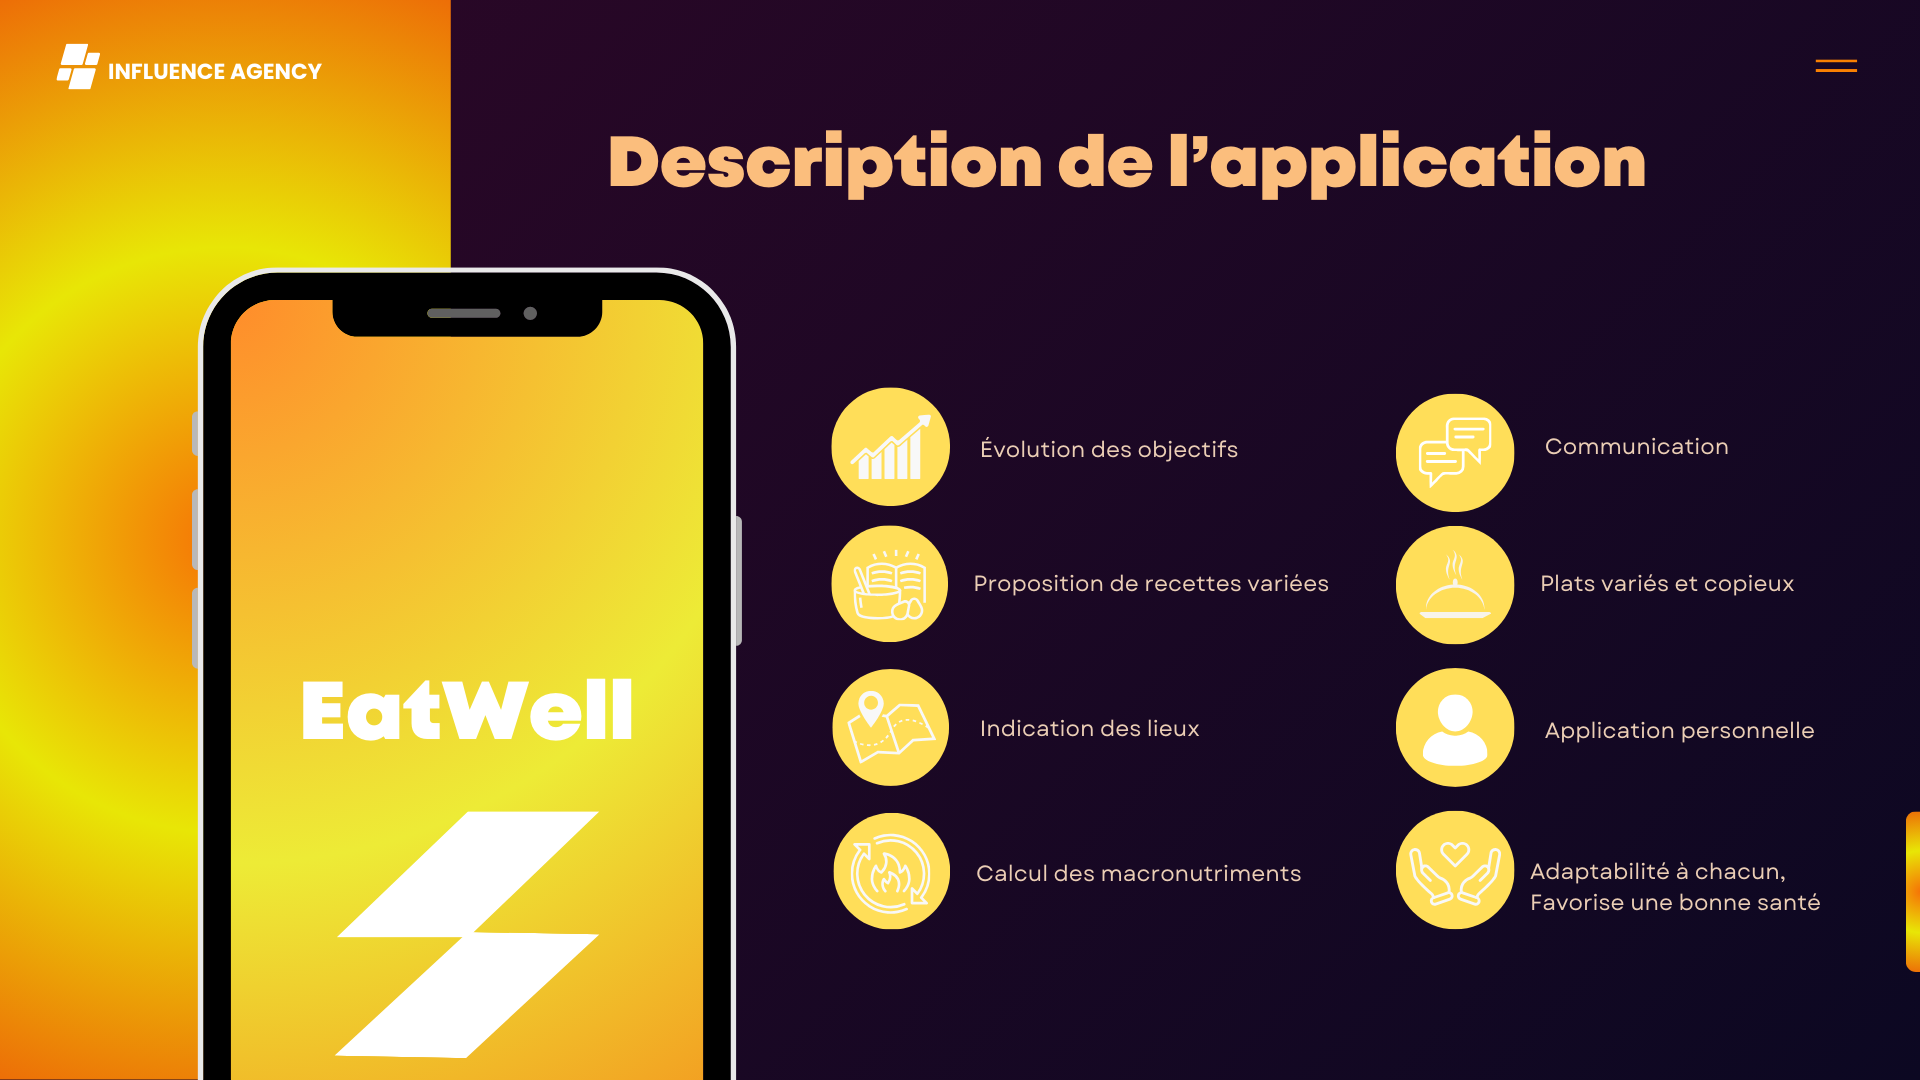 INFLUENCE AGENCY
Description de l’application
EatWell
Évolution des objectifs
Proposition de recettes variées
Indication des lieux
Calcul des macronutriments
Communication
Plats variés et copieux
Application personnelle
Adaptabilité à chacun,
Favorise une bonne santé